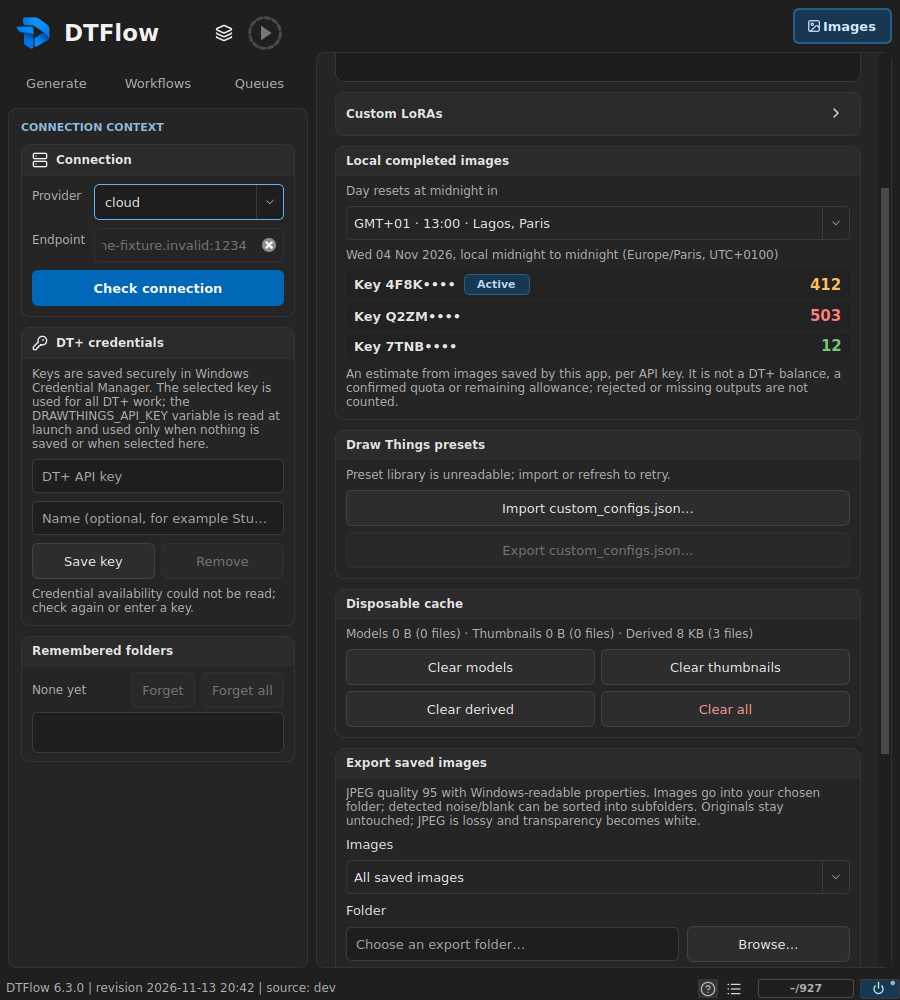 DTFlow
Images
Generate Workflows Queues
CONNECTION CONTEXT
Connection
Provider cloud
Endpoint ne-fixture.invalid:1234
Check connection
DT+ credentials
Keys are saved securely in Windows
Credential Manager. The selected key is
used for all DT+ work; the
DRAWTHINGS_API_KEY variable is read at
launch and used only when nothing is
saved or when selected here.
DT+ API key
Name (optional, for example Stu…
Save key Remove
Credential availability could not be read;
check again or enter a key.
Remembered folders
None yet Forget Forget all
Custom LoRAs
Local completed images
Day resets at midnight in
GMT+01 · 13:00 · Lagos, Paris
Wed 04 Nov 2026, local midnight to midnight (Europe/Paris, UTC+0100)
Key 4F8K•••• Active 412
Key Q2ZM•••• 503
Key 7TNB•••• 12
An estimate from images saved by this app, per API key. It is not a DT+ balance, a
confirmed quota or remaining allowance; rejected or missing outputs are not
counted.
Draw Things presets
Preset library is unreadable; import or refresh to retry.
Import custom_configs.json…
Export custom_configs.json…
Disposable cache
Models 0 B (0 files) · Thumbnails 0 B (0 files) · Derived 8 KB (3 files)
Clear models Clear thumbnails
Clear derived Clear all
Export saved images
JPEG quality 95 with Windows-readable properties. Images go into your chosen
folder; detected noise/blank can be sorted into subfolders. Originals stay
untouched; JPEG is lossy and transparency becomes white.
Images
All saved images
Folder
Choose an export folder… Browse…
DTFlow 6.3.0 | revision 2026-11-13 20:42 | source: dev
–/927